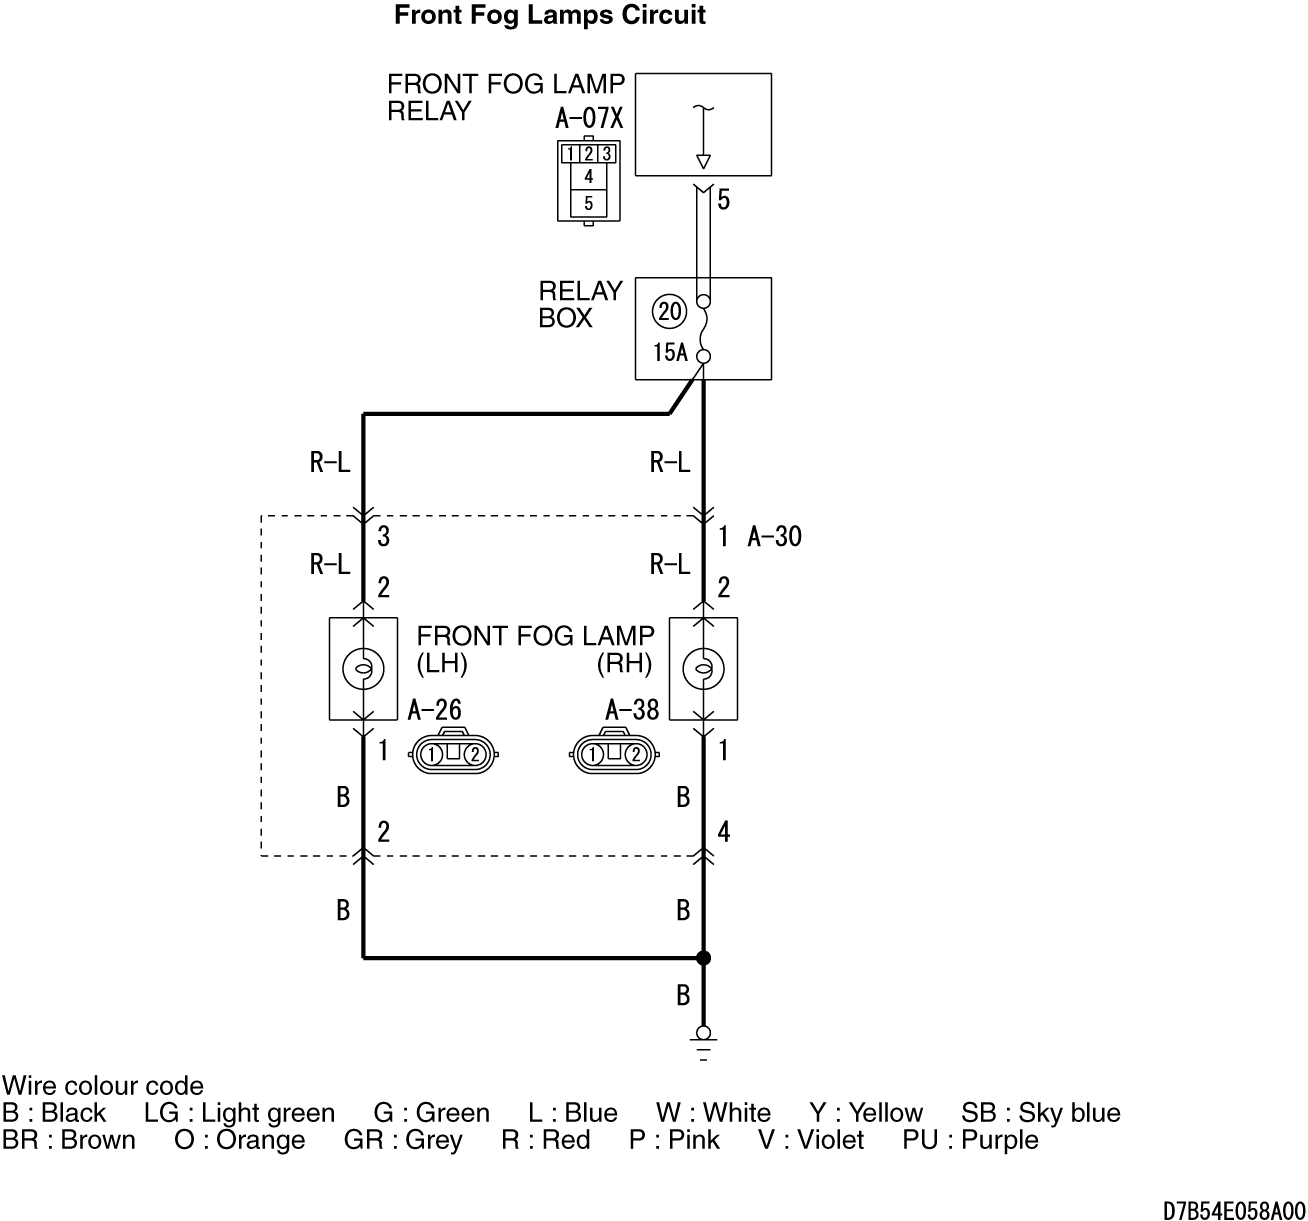 Front Fog Lamps Circuit
FRONT FOG LAMP
RELAY
A-07X
1 2 3
4
5
5
RELAY
BOX
20
15A
R-L R-L
3 1 A-30
R-L R-L
2 2
FRONT FOG LAMP
(LH) (RH)
A-26 A-38
1 1 2 1 2 1
B B
2 4
B B
B
Wire colour code
B : Black LG : Light green G : Green L : Blue W : White Y : Yellow SB : Sky blue
BR : Brown O : Orange GR : Grey R : Red P : Pink V : Violet PU : Purple
D7B54E058A00